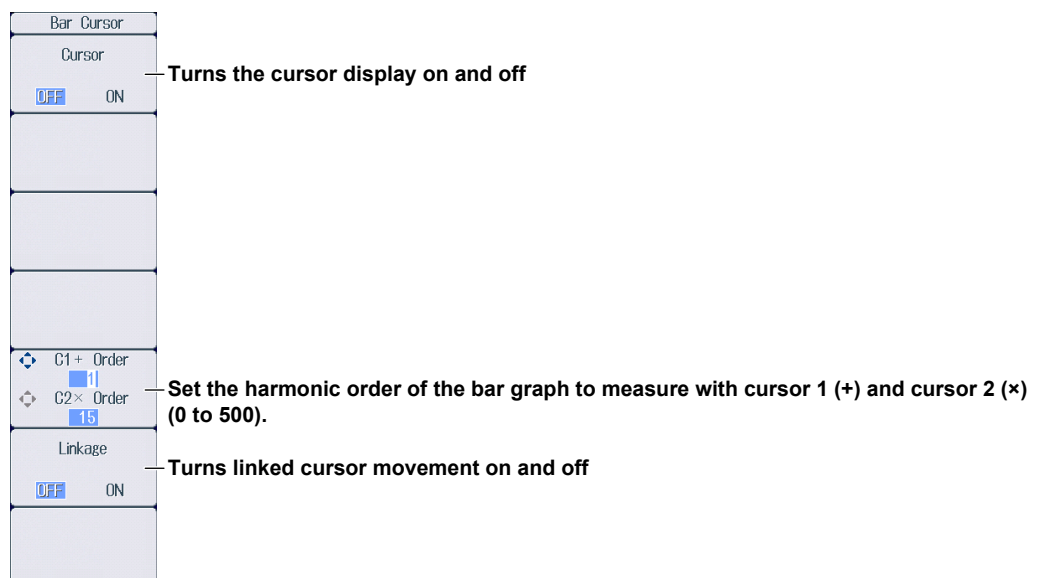 Bar Cursor
Cursor
OFF ON
Turns the cursor display on and off
C1+ Order
1
C2× Order
15
Set the harmonic order of the bar graph to measure with cursor 1 (+) and cursor 2 (×)
(0 to 500).
Linkage
OFF ON
Turns linked cursor movement on and off